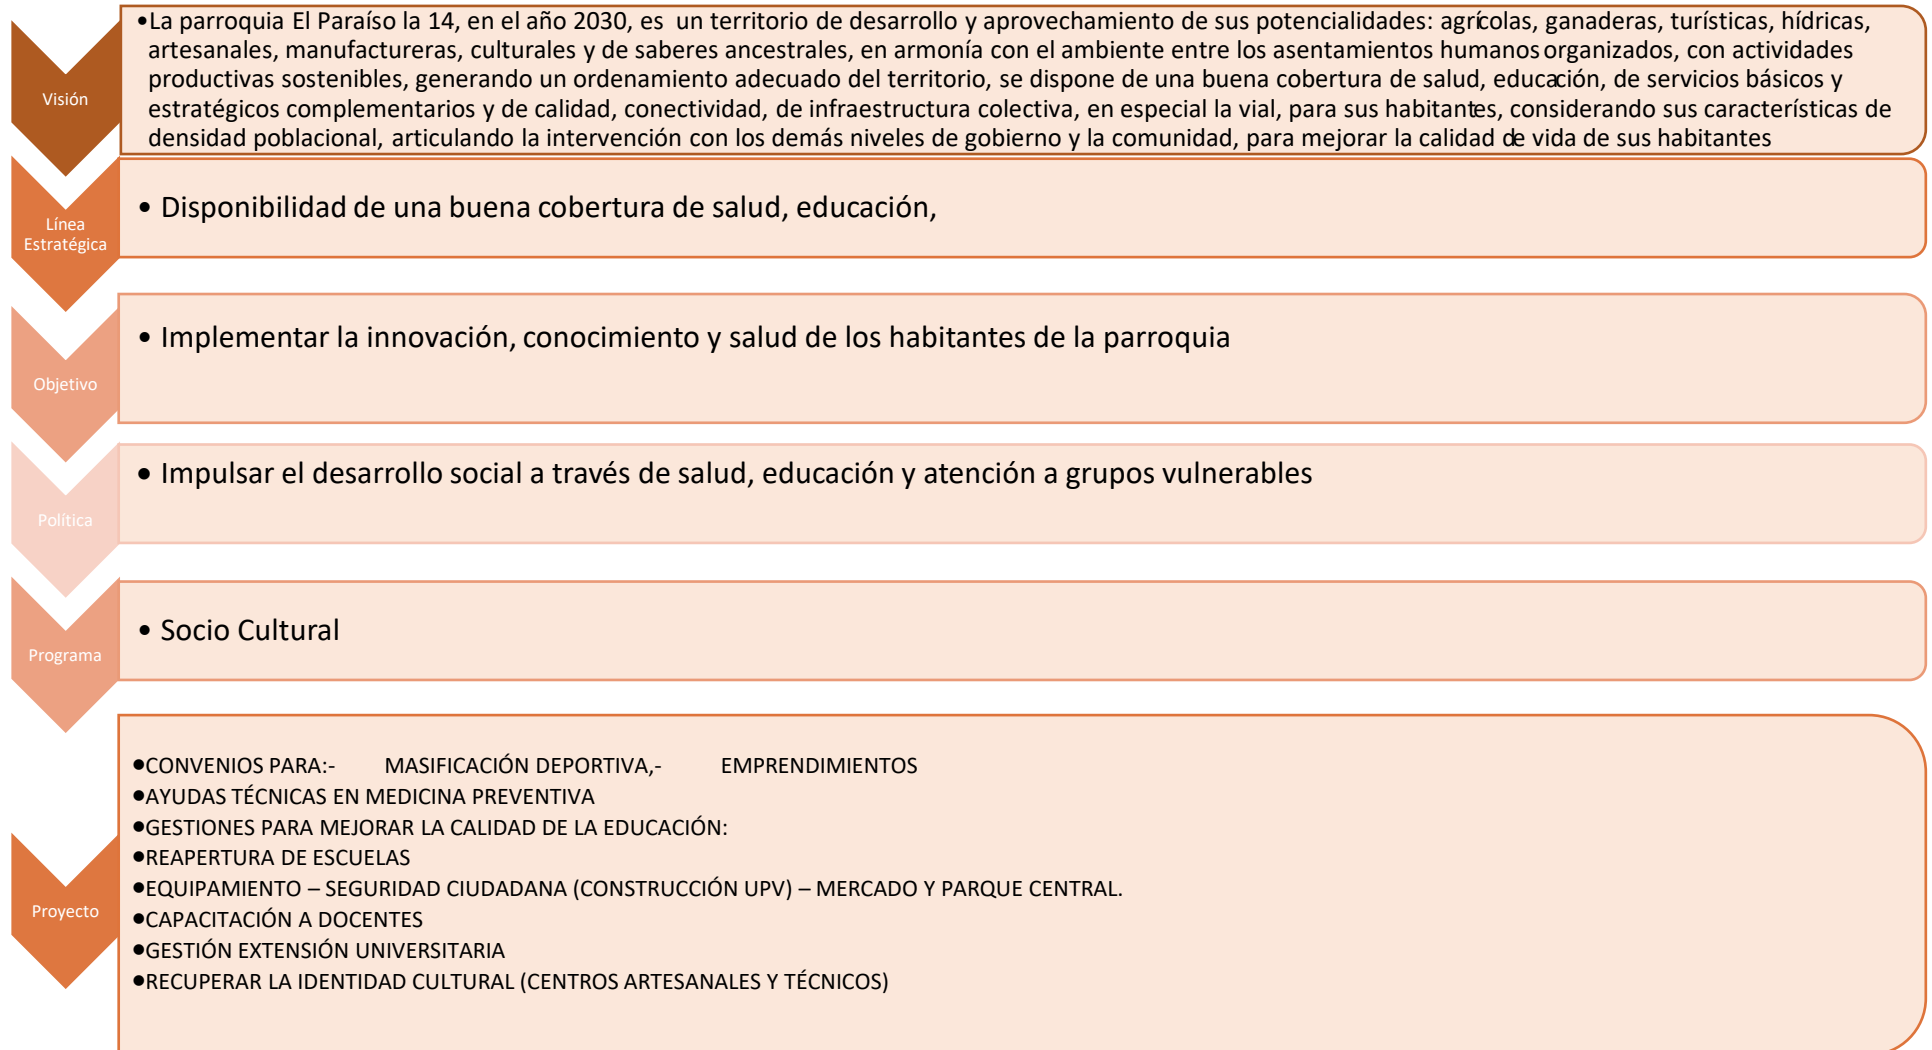 Visión
•La parroquia El Paraíso la 14, en el año 2030, es un territorio de desarrollo y aprovechamiento de sus potencialidades: agrícolas, ganaderas, turísticas, hídricas,
artesanales, manufactureras, culturales y de saberes ancestrales, en armonía con el ambiente entre los asentamientos humanos organizados, con actividades
productivas sostenibles, generando un ordenamiento adecuado del territorio, se dispone de una buena cobertura de salud, educación, de servicios básicos y
estratégicos complementarios y de calidad, conectividad, de infraestructura colectiva, en especial la vial, para sus habitantes, considerando sus características de
densidad poblacional, articulando la intervención con los demás niveles de gobierno y la comunidad, para mejorar la calidad de vida de sus habitantes
Línea
Estratégica
• Disponibilidad de una buena cobertura de salud, educación,
Objetivo
• Implementar la innovación, conocimiento y salud de los habitantes de la parroquia
Política
• Impulsar el desarrollo social a través de salud, educación y atención a grupos vulnerables
Programa
• Socio Cultural
Proyecto
•CONVENIOS PARA:- MASIFICACIÓN DEPORTIVA,- EMPRENDIMIENTOS
•AYUDAS TÉCNICAS EN MEDICINA PREVENTIVA
•GESTIONES PARA MEJORAR LA CALIDAD DE LA EDUCACIÓN:
•REAPERTURA DE ESCUELAS
•EQUIPAMIENTO – SEGURIDAD CIUDADANA (CONSTRUCCIÓN UPV) – MERCADO Y PARQUE CENTRAL.
•CAPACITACIÓN A DOCENTES
•GESTIÓN EXTENSIÓN UNIVERSITARIA
•RECUPERAR LA IDENTIDAD CULTURAL (CENTROS ARTESANALES Y TÉCNICOS)